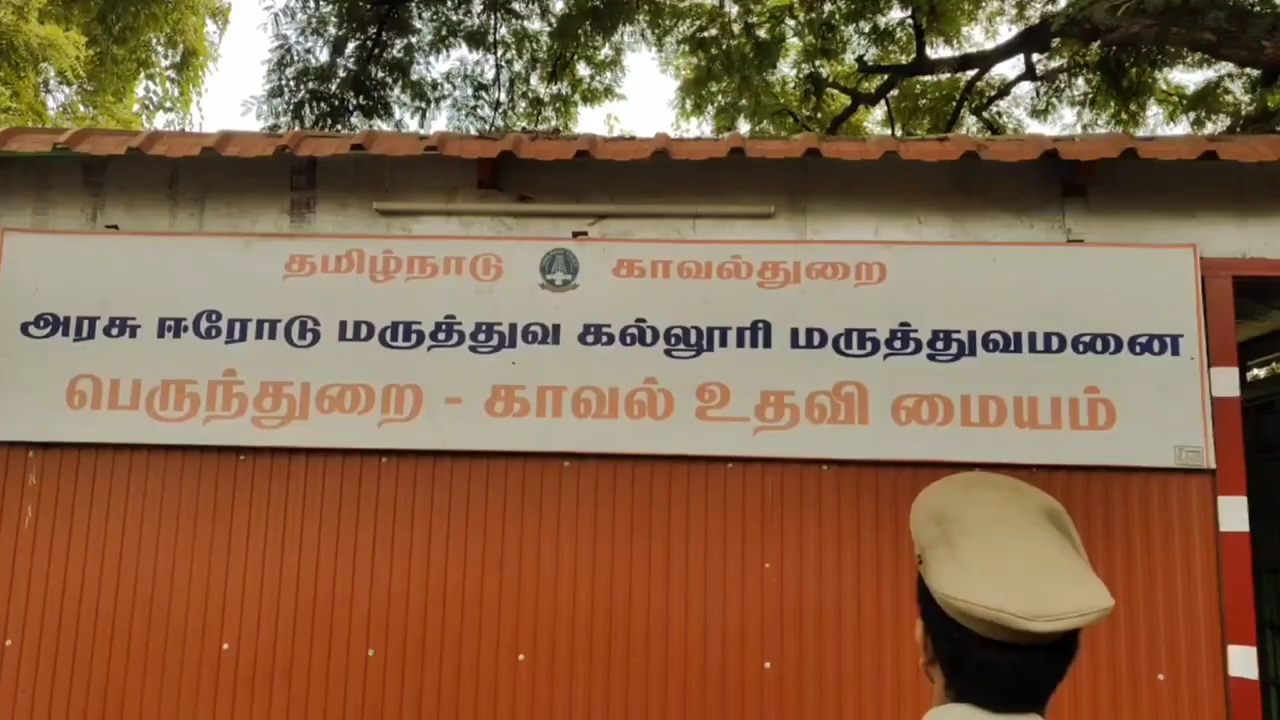 தமிழ்நாடு காவல்துறை
அரசு ஈரோடு மருத்துவ கல்லூரி மருத்துவமனை
பெருந்துறை - காவல் உதவி மையம்